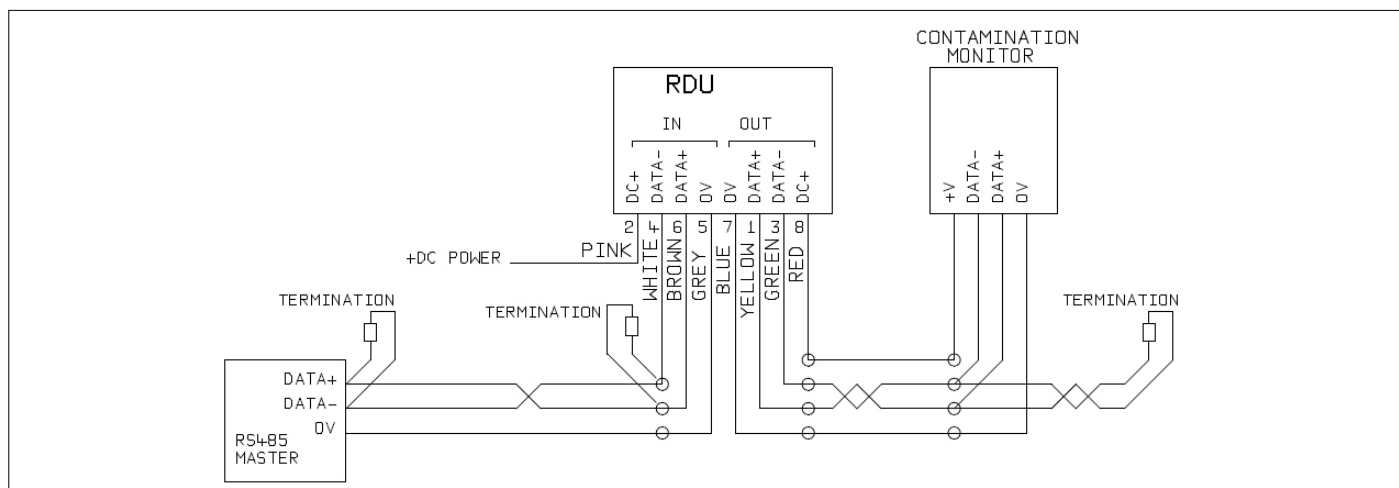 CONTAMINATION
MONITOR
RDU
IN OUT
DC+ DATA- DATA+ 0V 0V DATA+ DATA- DC+
+V DATA- DATA+ 0V
2 4 6 5 7 1 3 8
PINK WHITE BROWN GREY BLUE YELLOW GREEN RED
+DC POWER
TERMINATION
TERMINATION
TERMINATION
DATA+
DATA-
0V
RS485
MASTER